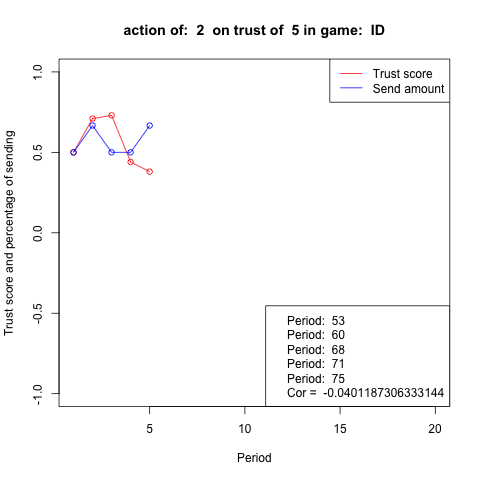 action of:  2  on trust of  5 in game:  ID
Trust score
Send amount
Trust score and percentage of sending
1.0
0.5
0.0
-0.5
-1.0
Period:  53
Period:  60
Period:  68
Period:  71
Period:  75
Cor =  -0.0401187306333144
5 10 15 20
Period